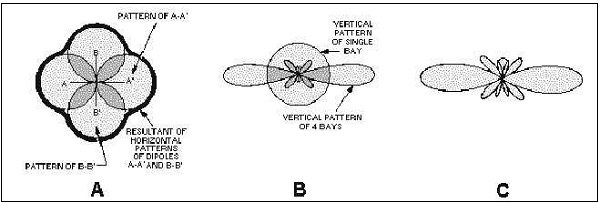 PATTERN OF A-A'
B
A
A'
B'
RESULTANT OF
HORIZONTAL
PATTERNS
OF DIPOLES
A-A' AND B-B'
PATTERN OF B-B'
A
VERTICAL
PATTERN
OF SINGLE
BAY
VERTICAL PATTERN
OF 4 BAYS
B
C